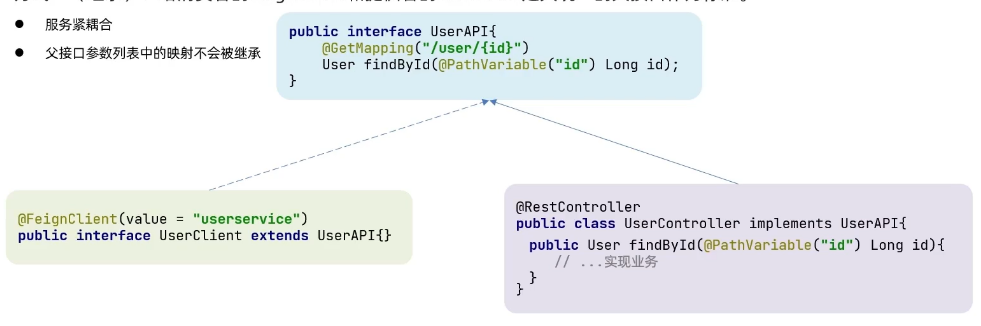 服务紧耦合
父接口参数列表中的映射不会被继承
public interface UserAPI{
@GetMapping("/user/{id}")
User findById(@PathVariable("id") Long id);
}
@FeignClient(value = "userservice")
public interface UserClient extends UserAPI{}
@RestController
public class UserController implements UserAPI{
public User findById(@PathVariable("id") Long id){
// ...实现业务
}
}